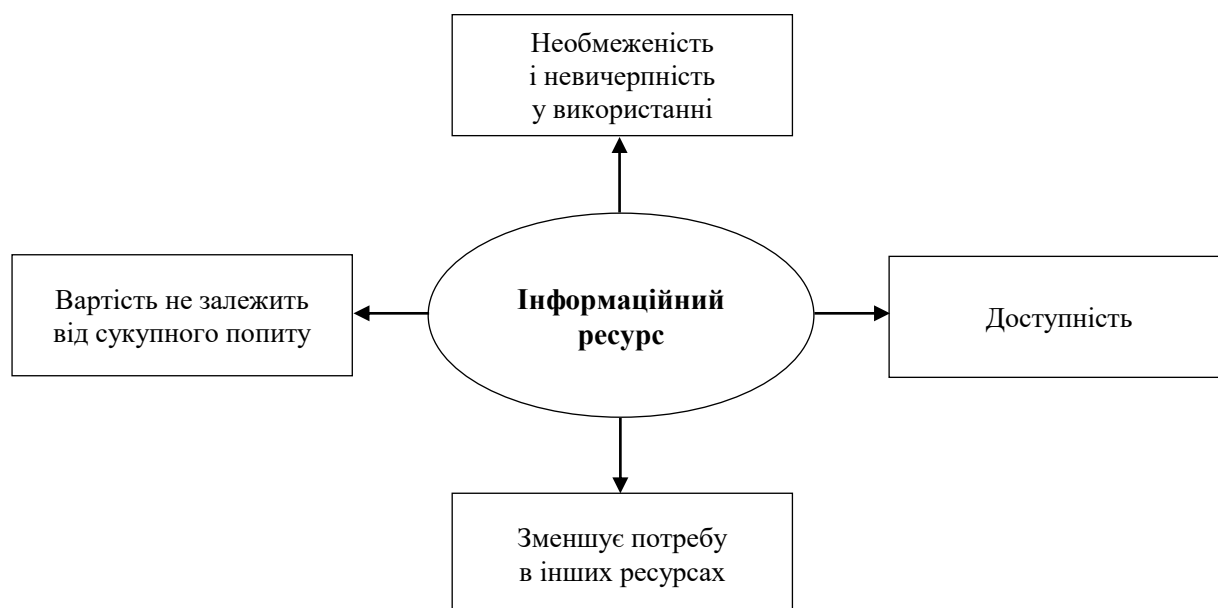 Необмеженість
і невичерпність
у використанні
Вартість не залежить
від сукупного попиту
Інформаційний
ресурс
Доступність
Зменшує потребу
в інших ресурсах